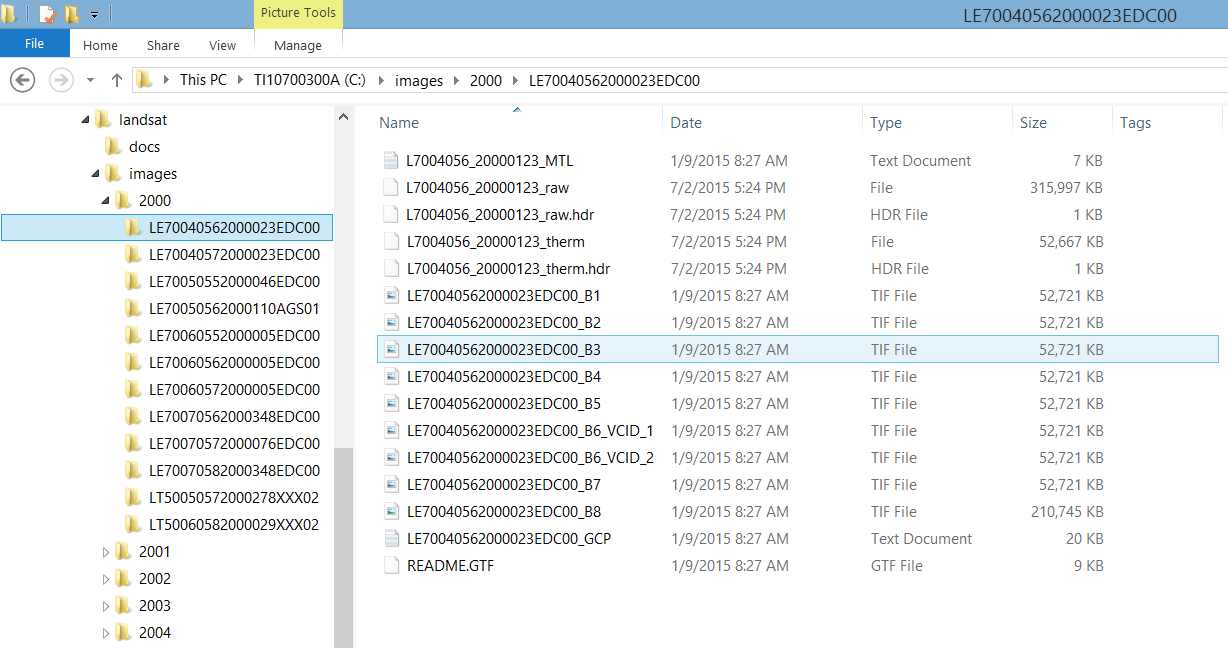 Picture Tools
LE70040562000023EDC00
File Home Share View Manage
This PC TI10700300A (C:) images 2000 LE70040562000023EDC00
landsat
docs
images
2000
LE70040562000023EDC00
LE70040572000023EDC00
LE70050552000046EDC00
LE70050562000110AGS01
LE70060552000005EDC00
LE70060562000005EDC00
LE70060572000005EDC00
LE70070562000348EDC00
LE70070572000076EDC00
LE70070582000348EDC00
LT50050572000278XXX02
LT50060582000029XXX02
2001
2002
2003
2004
Name Date Type Size Tags
L7004056_20000123_MTL 1/9/2015 8:27 AM Text Document 7 KB
L7004056_20000123_raw 7/2/2015 5:24 PM File 315,997 KB
L7004056_20000123_raw.hdr 7/2/2015 5:24 PM HDR File 1 KB
L7004056_20000123_therm 7/2/2015 5:24 PM File 52,667 KB
L7004056_20000123_therm.hdr 7/2/2015 5:24 PM HDR File 1 KB
LE70040562000023EDC00_B1 1/9/2015 8:27 AM TIF File 52,721 KB
LE70040562000023EDC00_B2 1/9/2015 8:27 AM TIF File 52,721 KB
LE70040562000023EDC00_B3 1/9/2015 8:27 AM TIF File 52,721 KB
LE70040562000023EDC00_B4 1/9/2015 8:27 AM TIF File 52,721 KB
LE70040562000023EDC00_B5 1/9/2015 8:27 AM TIF File 52,721 KB
LE70040562000023EDC00_B6_VCID_1 1/9/2015 8:27 AM TIF File 52,721 KB
LE70040562000023EDC00_B6_VCID_2 1/9/2015 8:27 AM TIF File 52,721 KB
LE70040562000023EDC00_B7 1/9/2015 8:27 AM TIF File 52,721 KB
LE70040562000023EDC00_B8 1/9/2015 8:27 AM TIF File 210,745 KB
LE70040562000023EDC00_GCP 1/9/2015 8:27 AM Text Document 20 KB
README.GTF 1/9/2015 8:27 AM GTF File 9 KB